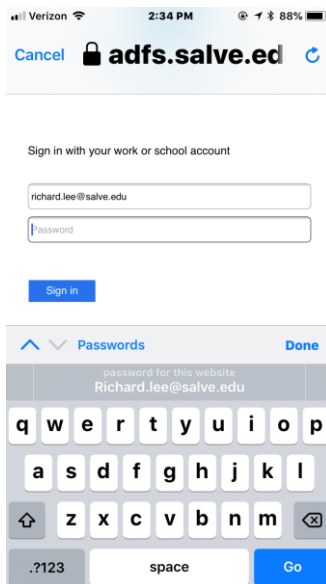 Verizon 2:34 PM 88%
Cancel adfs.salve.ed
Sign in with your work or school account
richard.lee@salve.edu
Password
Sign in
Passwords Done
password for this website
Richard.lee@salve.edu
q w e r t y u i o p
a s d f g h j k l
z x c v b n m
.?123 space Go